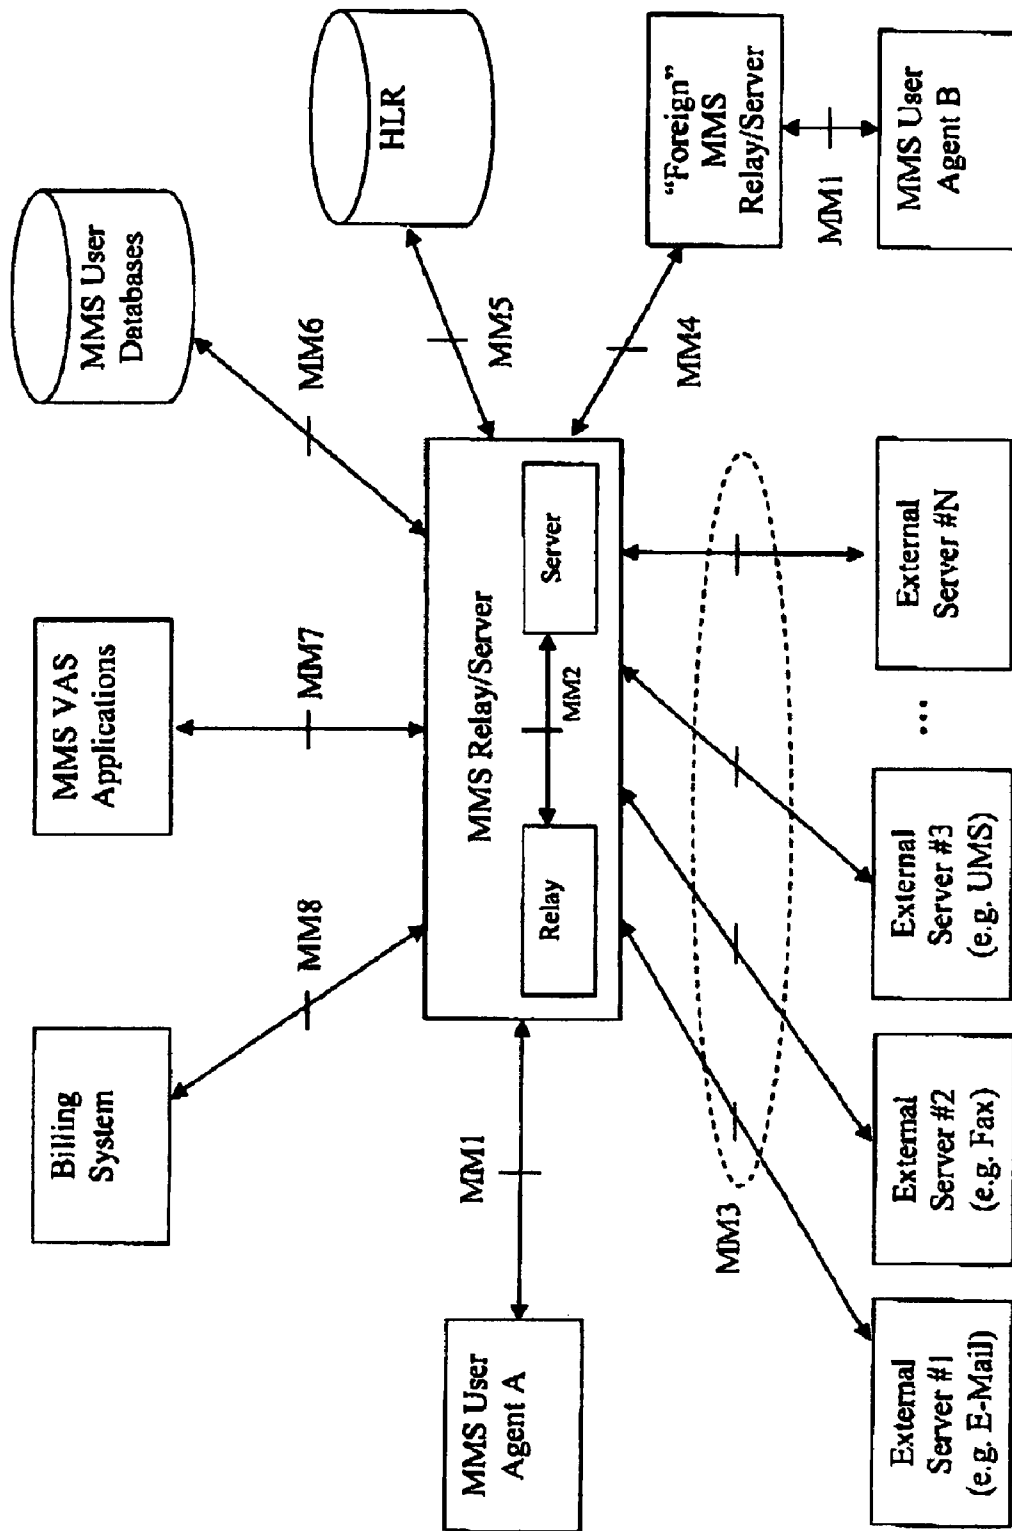 Billing
System
MMS VAS
Applications
MMS User
Databases
HLR
MM8
MM7
MM6
MM5
MMS User
Agent A
MM1
MMS Relay/Server
Relay
MM2
Server
MM4
"Foreign"
MMS
Relay/Server
MM1
MMS User
Agent B
MM3
External
Server #1
(e.g. E-Mail)
External
Server #2
(e.g. Fax)
External
Server #3
(e.g. UMS)
...
External
Server #N